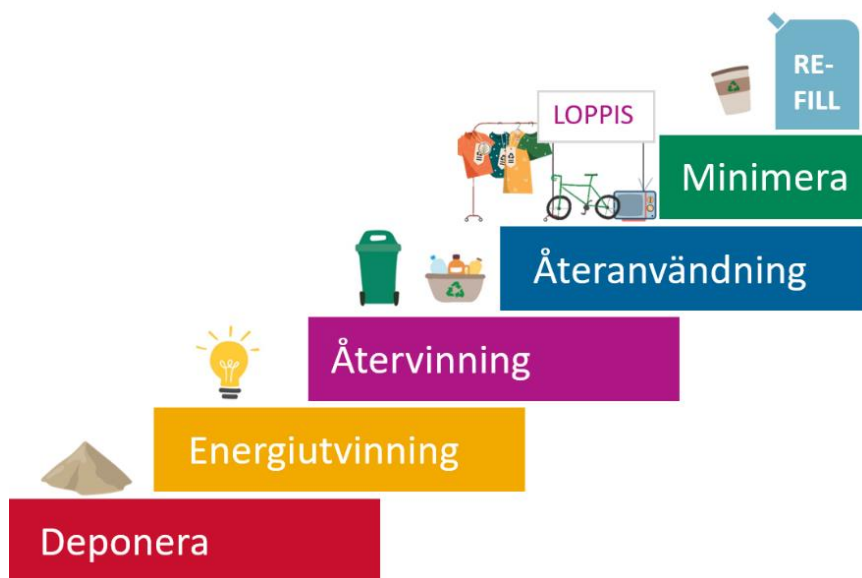 RE-
FILL
LOPPIS
Minimera
Återanvändning
Återvinning
Energiutvinning
Deponera